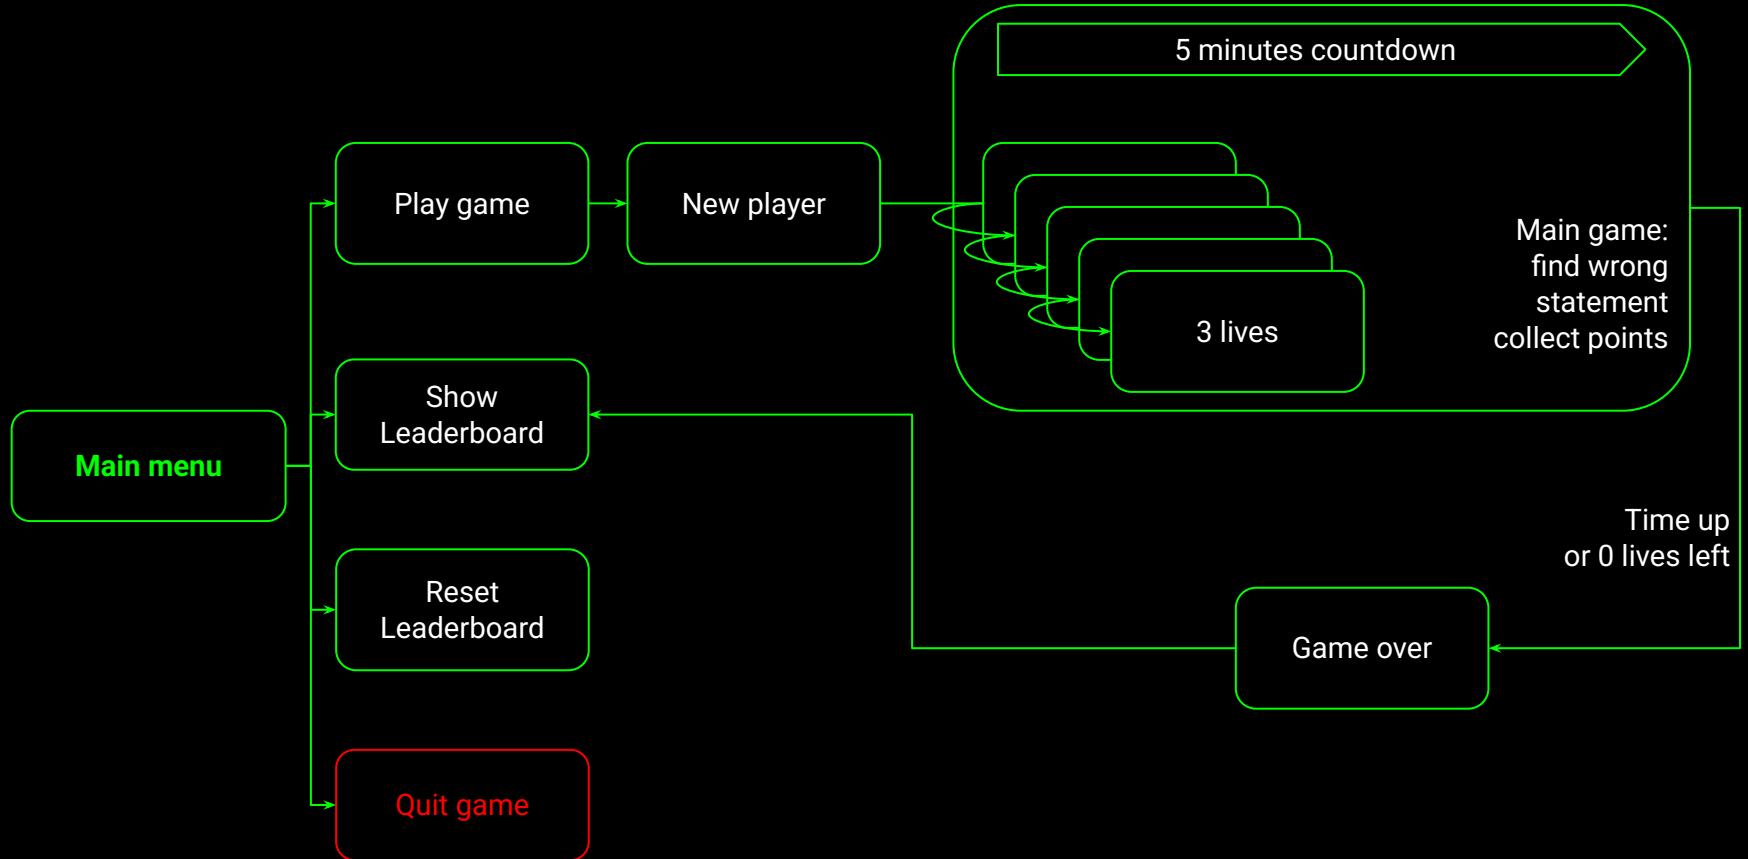 5 minutes countdown
Play game
New player
Main game:
find wrong
statement
collect points
3 lives
Show
Leaderboard
Main menu
Time up
or 0 lives left
Reset
Leaderboard
Game over
Quit game